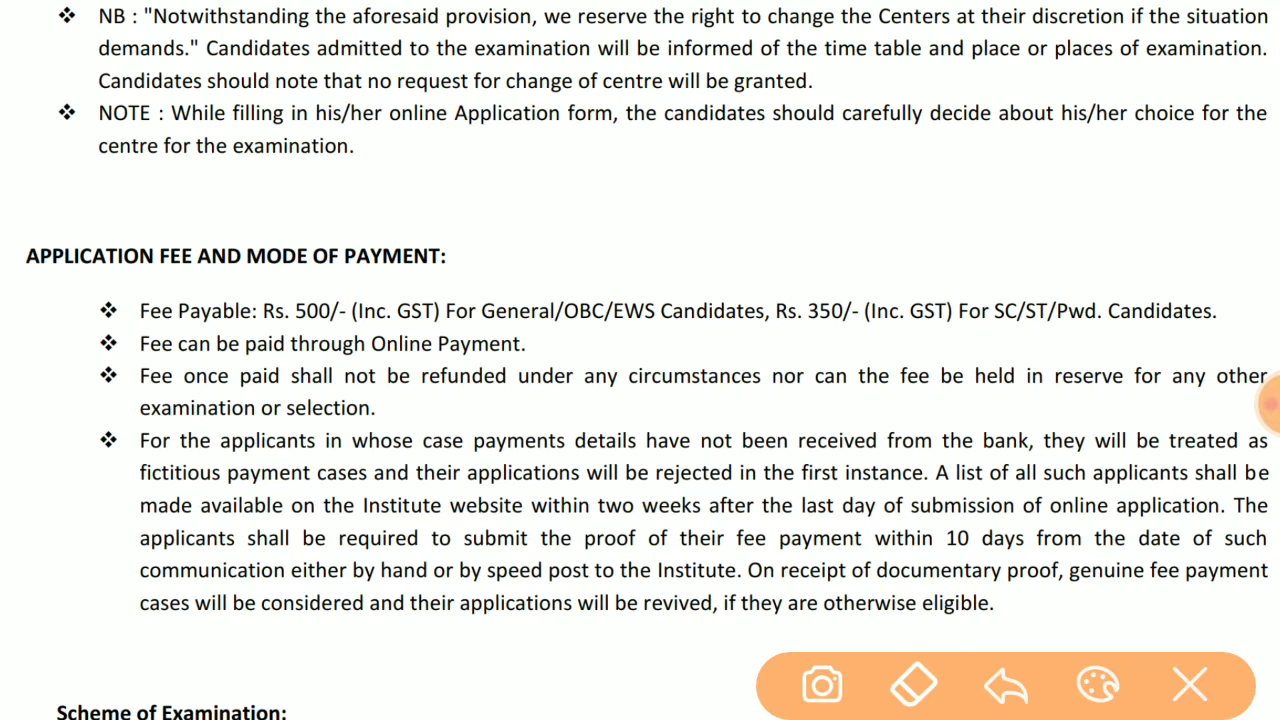 ❖ NB : "Notwithstanding the aforesaid provision, we reserve the right to change the Centers at their discretion if the situation
demands." Candidates admitted to the examination will be informed of the time table and place or places of examination.
Candidates should note that no request for change of centre will be granted.
❖ NOTE : While filling in his/her online Application form, the candidates should carefully decide about his/her choice for the
centre for the examination.
APPLICATION FEE AND MODE OF PAYMENT:
❖ Fee Payable: Rs. 500/- (Inc. GST) For General/OBC/EWS Candidates, Rs. 350/- (Inc. GST) For SC/ST/Pwd. Candidates.
❖ Fee can be paid through Online Payment.
❖ Fee once paid shall not be refunded under any circumstances nor can the fee be held in reserve for any other
examination or selection.
❖ For the applicants in whose case payments details have not been received from the bank, they will be treated as
fictitious payment cases and their applications will be rejected in the first instance. A list of all such applicants shall be
made available on the Institute website within two weeks after the last day of submission of online application. The
applicants shall be required to submit the proof of their fee payment within 10 days from the date of such
communication either by hand or by speed post to the Institute. On receipt of documentary proof, genuine fee payment
cases will be considered and their applications will be revived, if they are otherwise eligible.
Scheme of Examination: